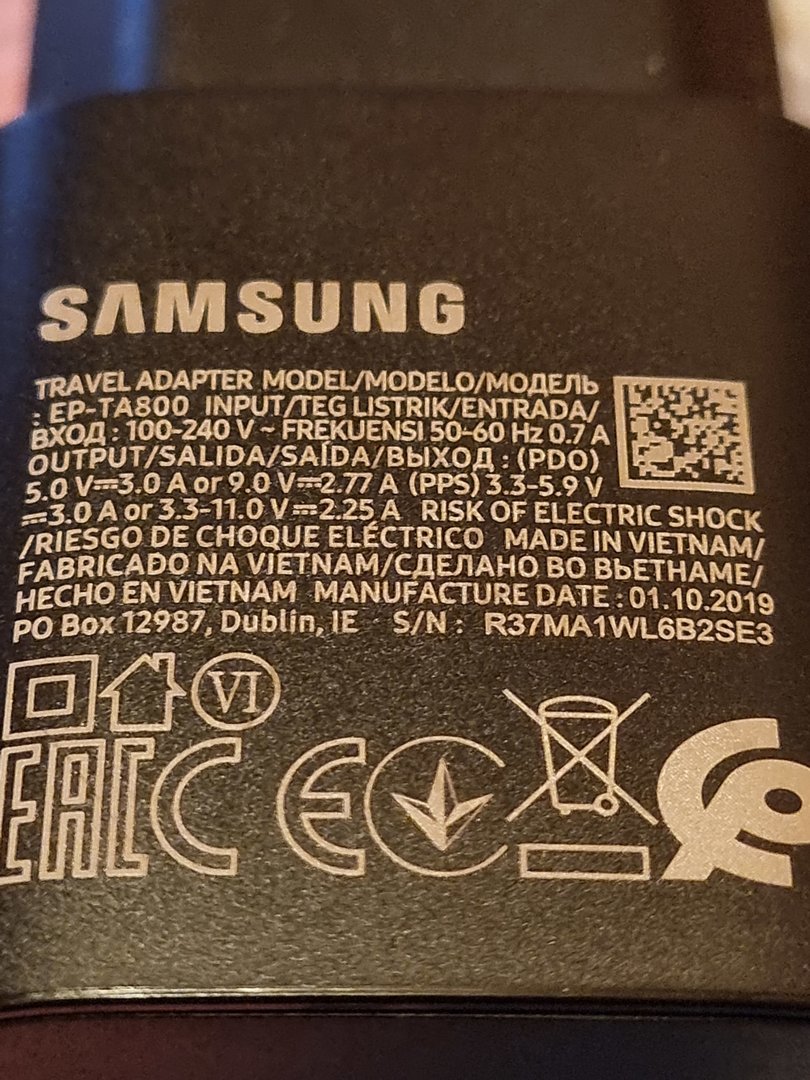 SAMSUNG
TRAVEL ADAPTER MODEL/MODELO/МОДЕЛЬ
: EP-TA800 INPUT/TEG LISTRIK/ENTRADA/
ВХОД : 100-240 V ~ FREKUENSI 50-60 Hz 0.7 A
OUTPUT/SALIDA/SAÍDA/ВЫХОД : (PDO)
5.0 V⎓3.0 A or 9.0 V⎓2.77 A (PPS) 3.3-5.9 V
⎓3.0 A or 3.3-11.0 V⎓2.25 A RISK OF ELECTRIC SHOCK
/RIESGO DE CHOQUE ELÉCTRICO MADE IN VIETNAM/
FABRICADO NA VIETNAM/СДЕЛАНО ВО ВЬЕТНАМЕ/
HECHO EN VIETNAM MANUFACTURE DATE : 01.10.2019
PO Box 12987, Dublin, IE S/N : R37MA1WL6B2SE3
VI
EAC CE